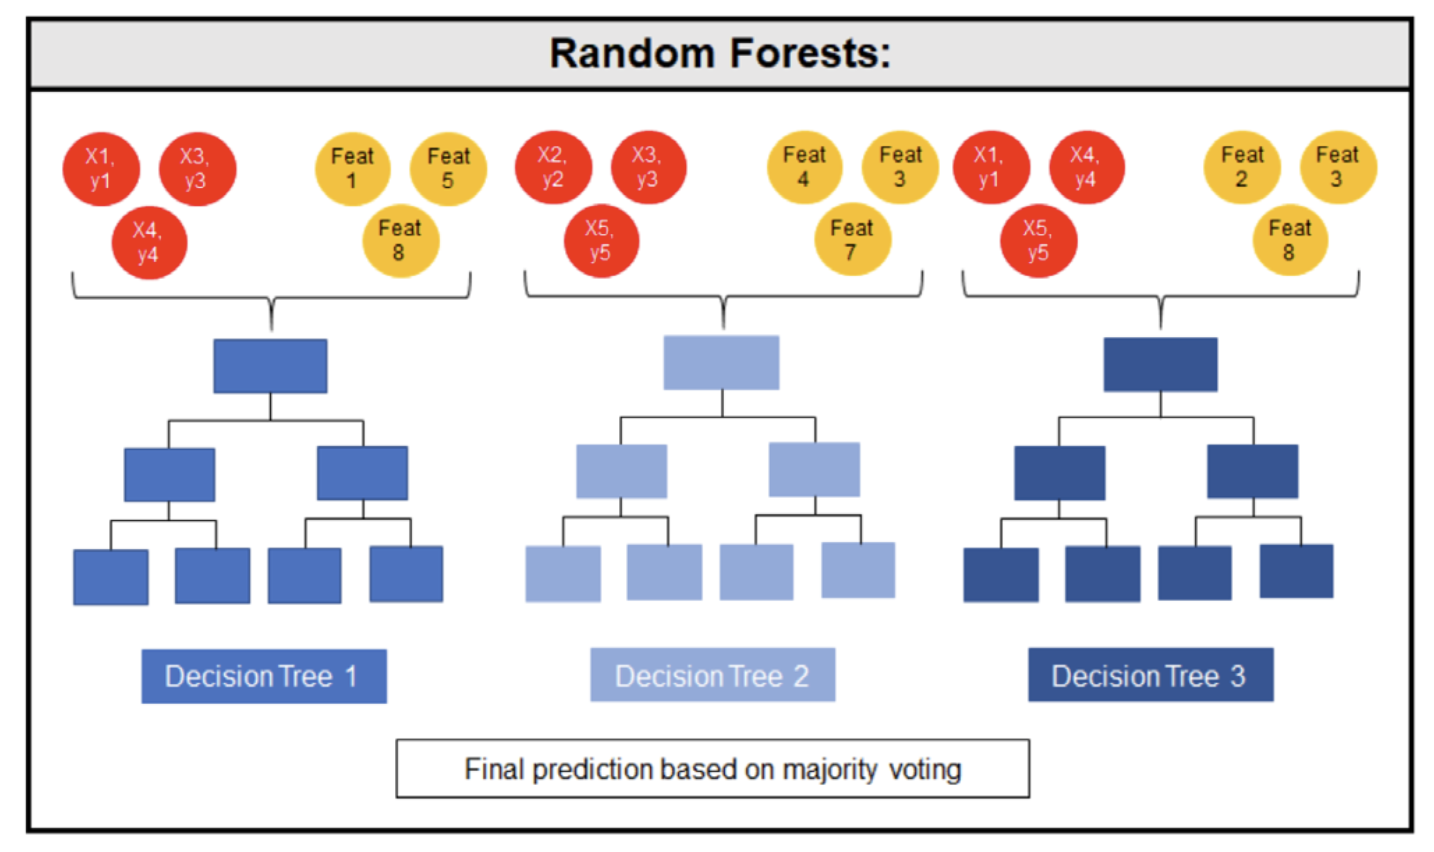 Random Forests:
X1,
y1
X3,
y3
X4,
y4
Feat
1
Feat
5
Feat
8
X2,
y2
X3,
y3
X5,
y5
Feat
4
Feat
3
Feat
7
X1,
y1
X4,
y4
X5,
y5
Feat
2
Feat
3
Feat
8
Decision Tree 1
Decision Tree 2
Decision Tree 3
Final prediction based on majority voting